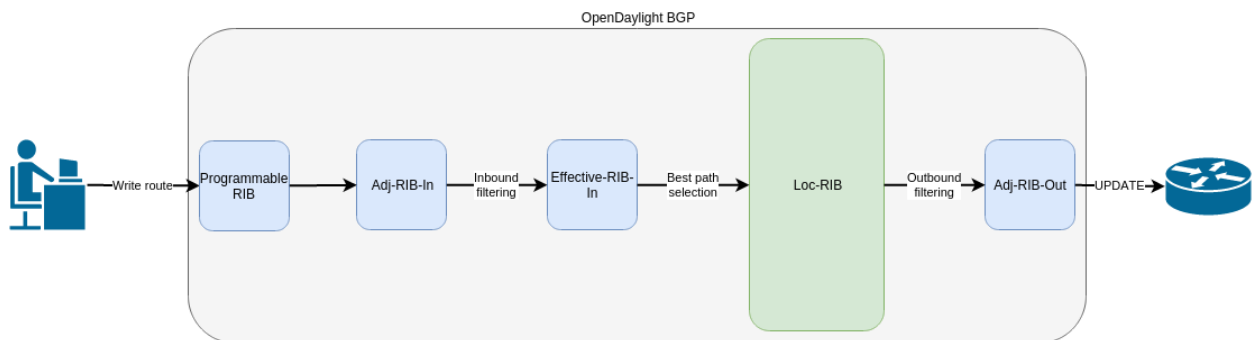 OpenDaylight BGP
Write route
Programmable
RIB
Adj-RIB-In
Inbound
filtering
Effective-RIB-
In
Best path
selection
Loc-RIB
Outbound
filtering
Adj-RIB-Out
UPDATE